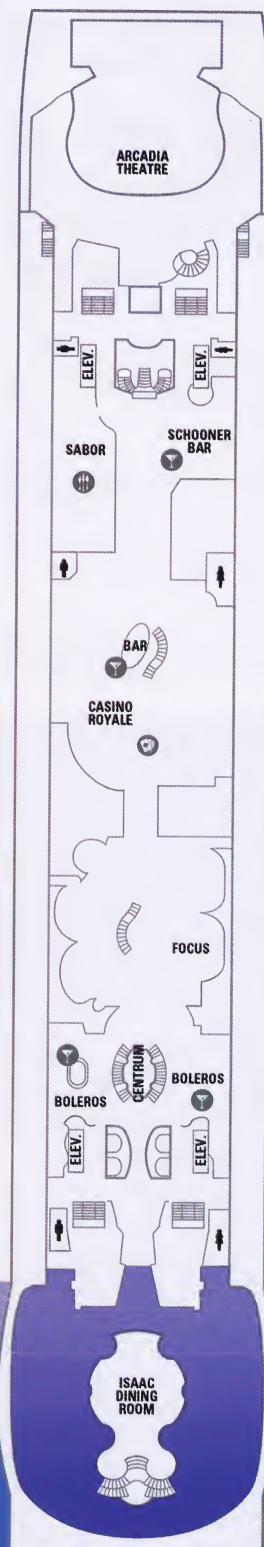 ARCADIA
THEATRE
ELEV.
ELEV.
SABOR
SCHOONER
BAR
BAR
CASINO
ROYALE
FOCUS
CENTRUM
BOLEROS
BOLEROS
ELEV.
ELEV.
ISAAC
DINING
ROOM